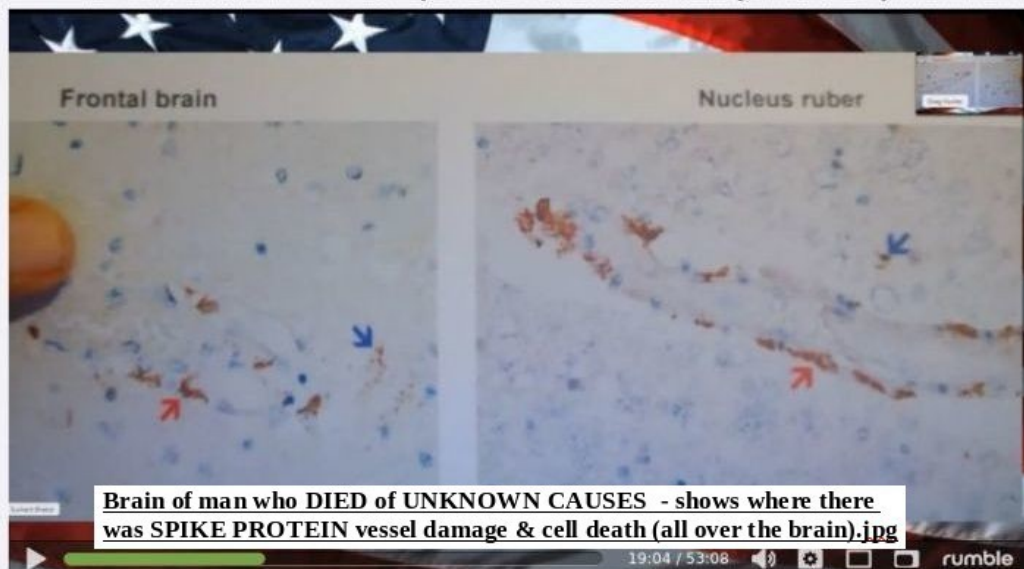 Frontal brain
Nucleus ruber
Brain of man who DIED of UNKNOWN CAUSES - shows where there
was SPIKE PROTEIN vessel damage & cell death (all over the brain).jpg
19:04 / 53:08
rumble